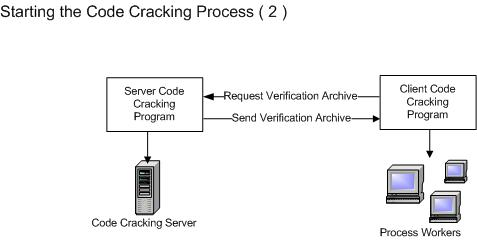 Starting the Code Cracking Process ( 2 )
Server Code
Cracking
Program
Request Verification Archive
Send Verification Archive
Client Code
Cracking
Program
Code Cracking Server
Process Workers